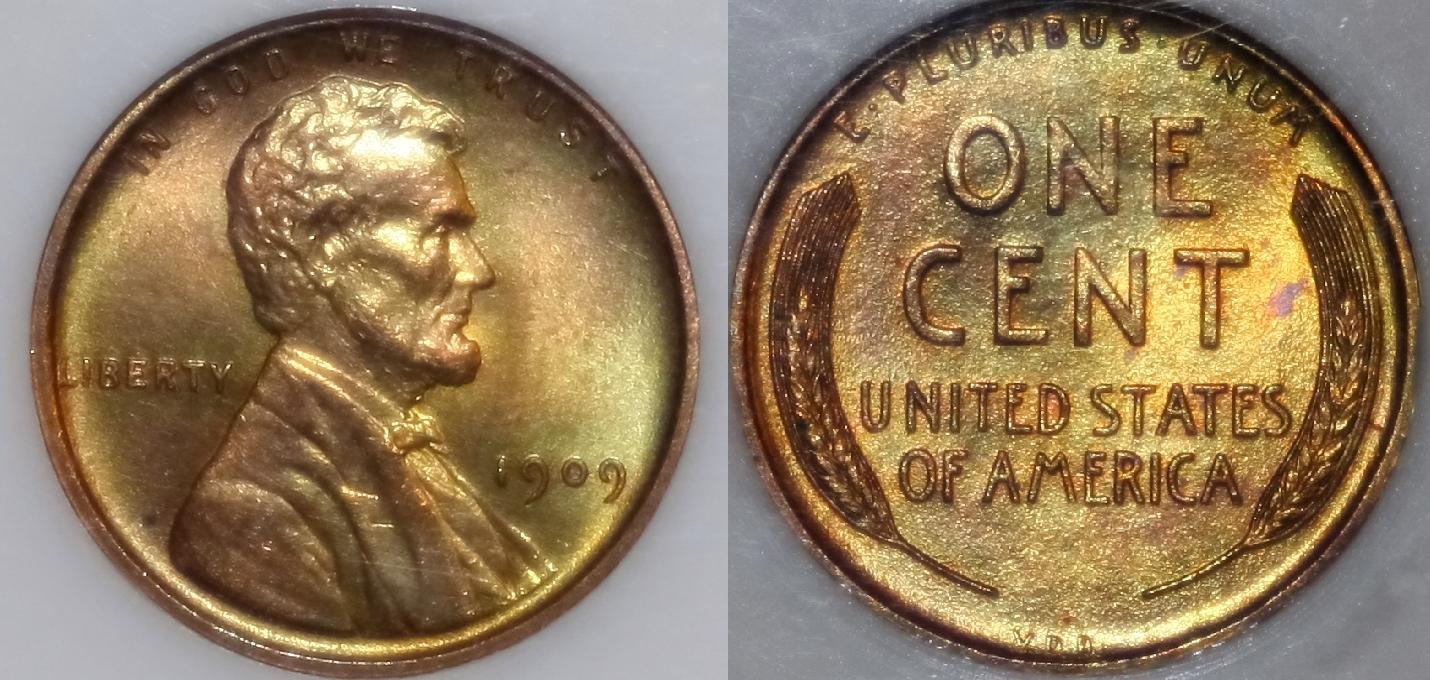 IN GOD WE TRUST
LIBERTY
1909
E·PLURIBUS·UNUM
ONE
CENT
UNITED STATES
OF AMERICA
V.D.B.